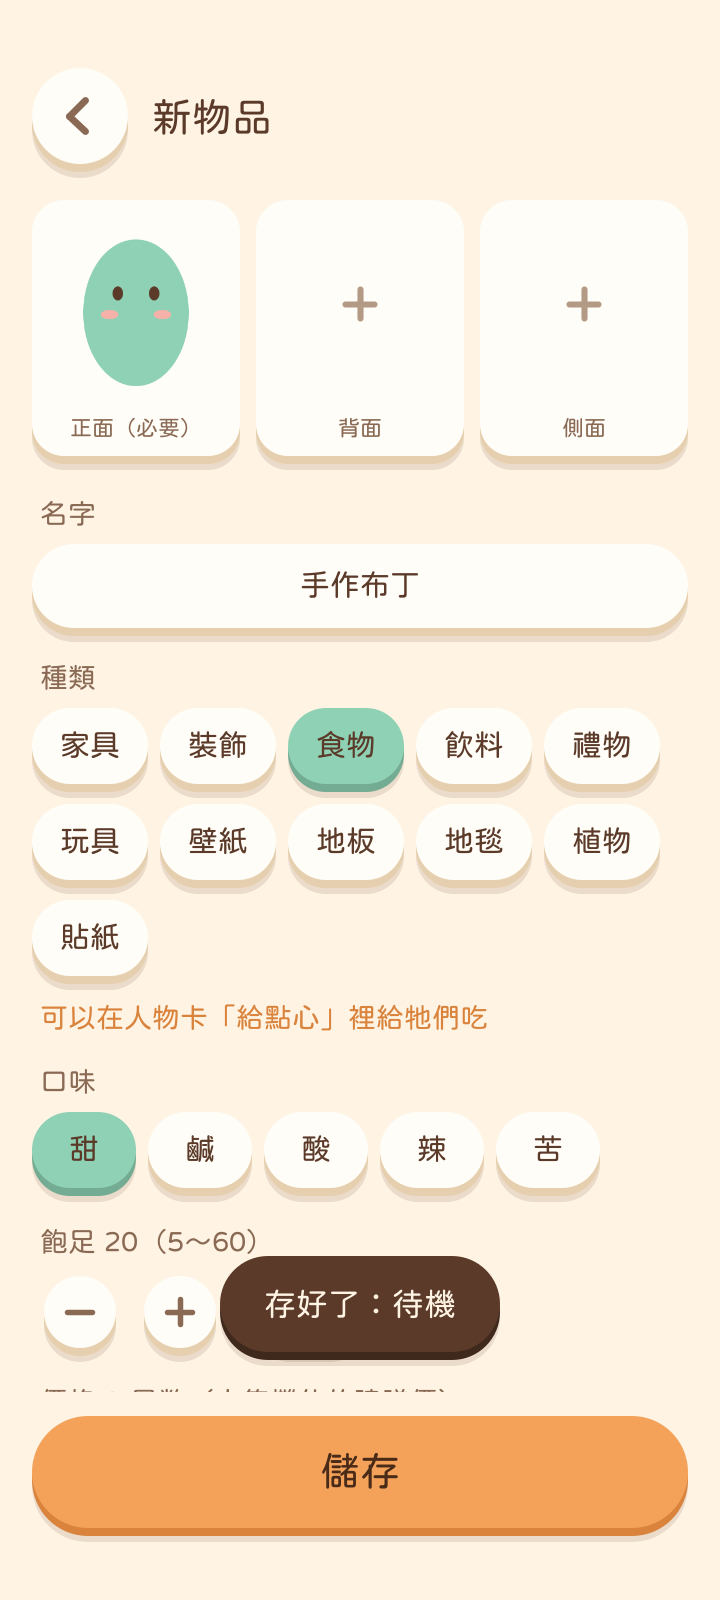 新物品
正面（必要）
背面
側面
名字
手作布丁
種類
家具 裝飾 食物 飲料 禮物
玩具 壁紙 地板 地毯 植物
貼紙
可以在人物卡「給點心」裡給牠們吃
口味
甜 鹹 酸 辣 苦
飽足 20（5～60）
存好了：待機
儲存